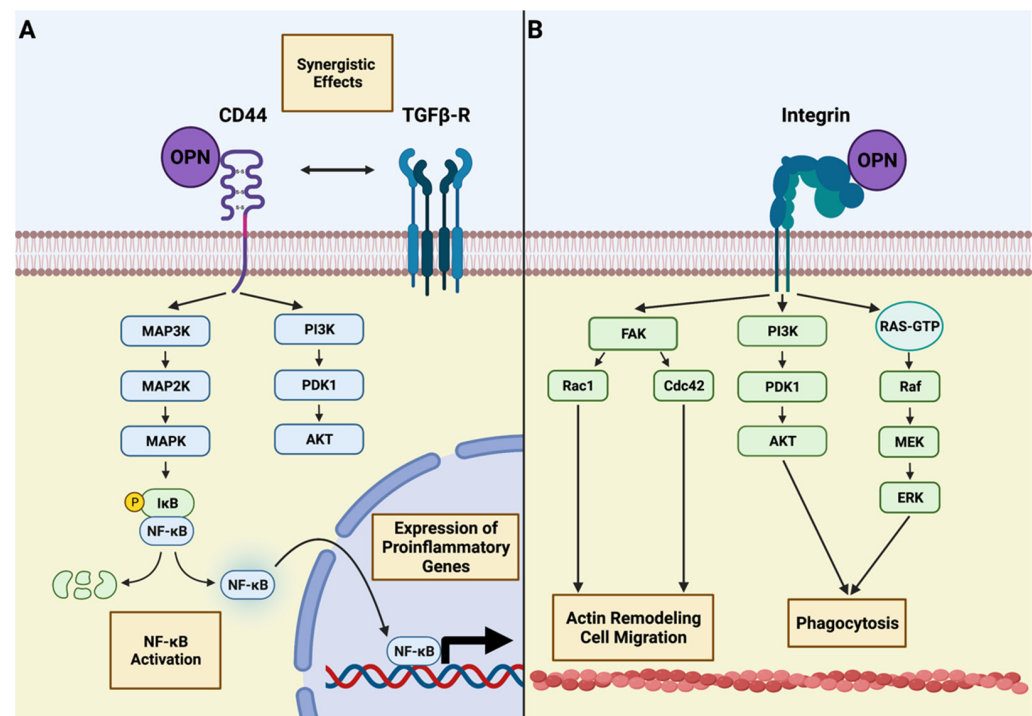 A
Synergistic
Effects
CD44
TGFβ-R
OPN
S-S
S-S
S-S
MAP3K
PI3K
MAP2K
PDK1
MAPK
AKT
P
IκB
NF-κB
NF-κB
NF-κB
Activation
Expression of
Proinflammatory
Genes
NF-κB
B
Integrin
OPN
FAK
PI3K
RAS-GTP
Rac1
Cdc42
PDK1
Raf
AKT
MEK
ERK
Actin Remodeling
Cell Migration
Phagocytosis